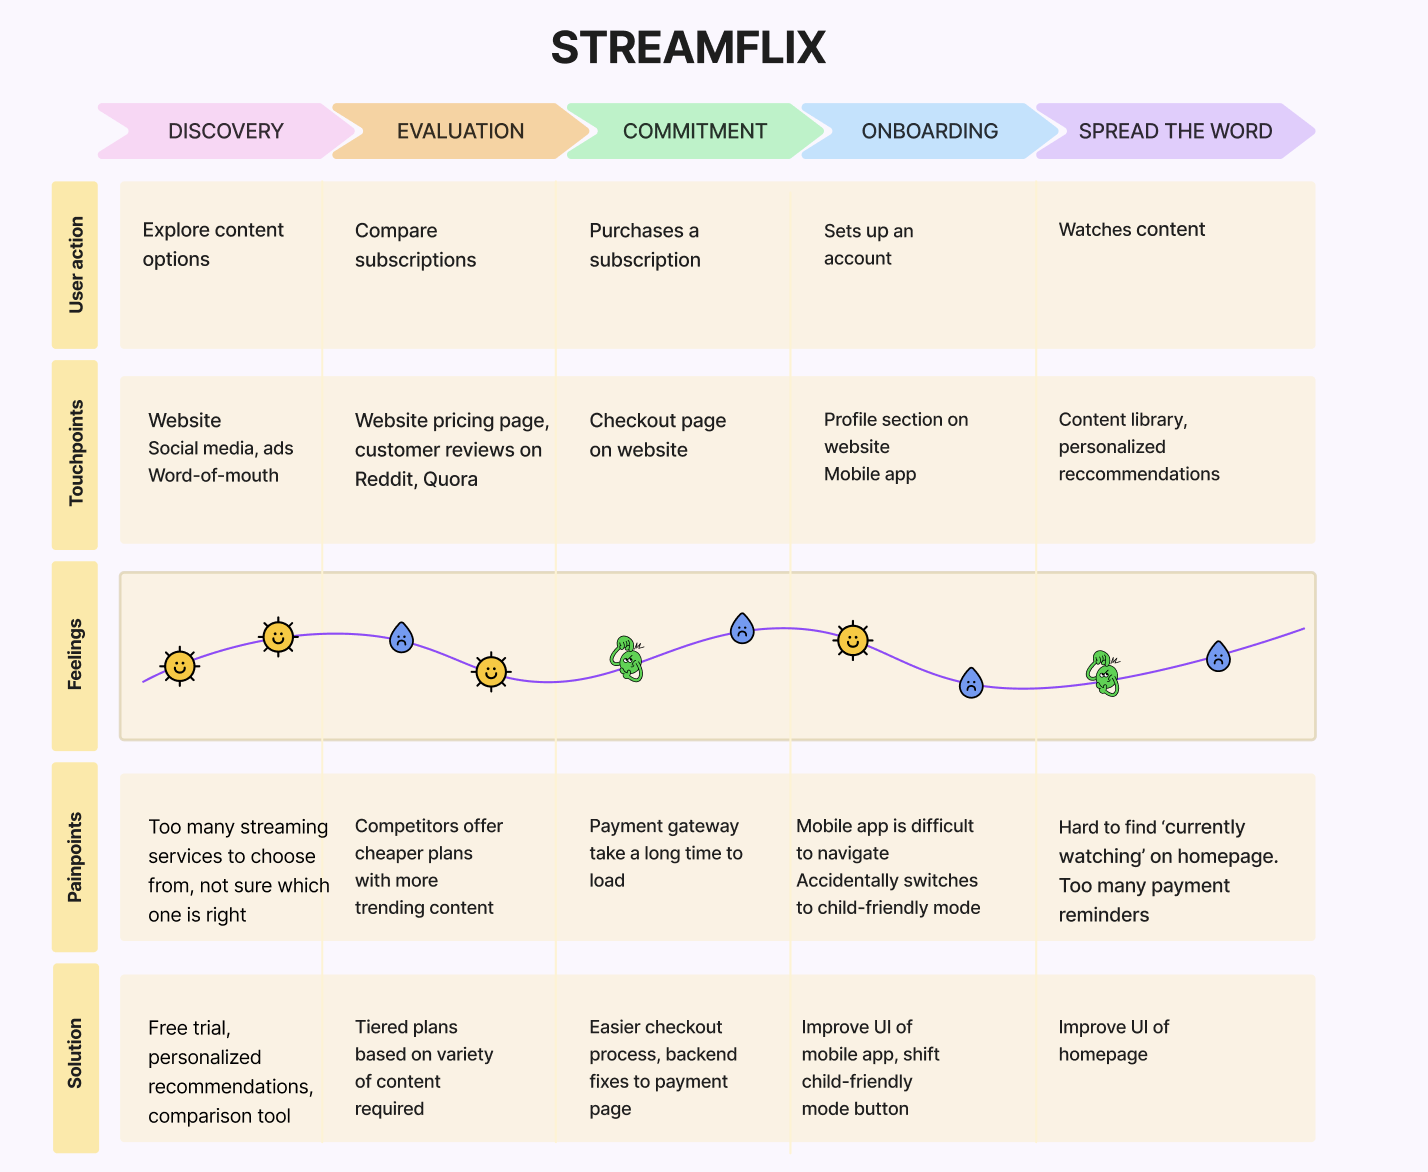 STREAMFLIX
DISCOVERY
EVALUATION
COMMITMENT
ONBOARDING
SPREAD THE WORD
User action
Explore content
options
Compare
subscriptions
Purchases a
subscription
Sets up an
account
Watches content
Touchpoints
Website
Social media, ads
Word-of-mouth
Website pricing page,
customer reviews on
Reddit, Quora
Checkout page
on website
Profile section on
website
Mobile app
Content library,
personalized
reccommendations
Feelings
Painpoints
Too many streaming
services to choose
from, not sure which
one is right
Competitors offer
cheaper plans
with more
trending content
Payment gateway
take a long time to
load
Mobile app is difficult
to navigate
Accidentally switches
to child-friendly mode
Hard to find ‘currently
watching’ on homepage.
Too many payment
reminders
Solution
Free trial,
personalized
recommendations,
comparison tool
Tiered plans
based on variety
of content
required
Easier checkout
process, backend
fixes to payment
page
Improve UI of
mobile app, shift
child-friendly
mode button
Improve UI of
homepage